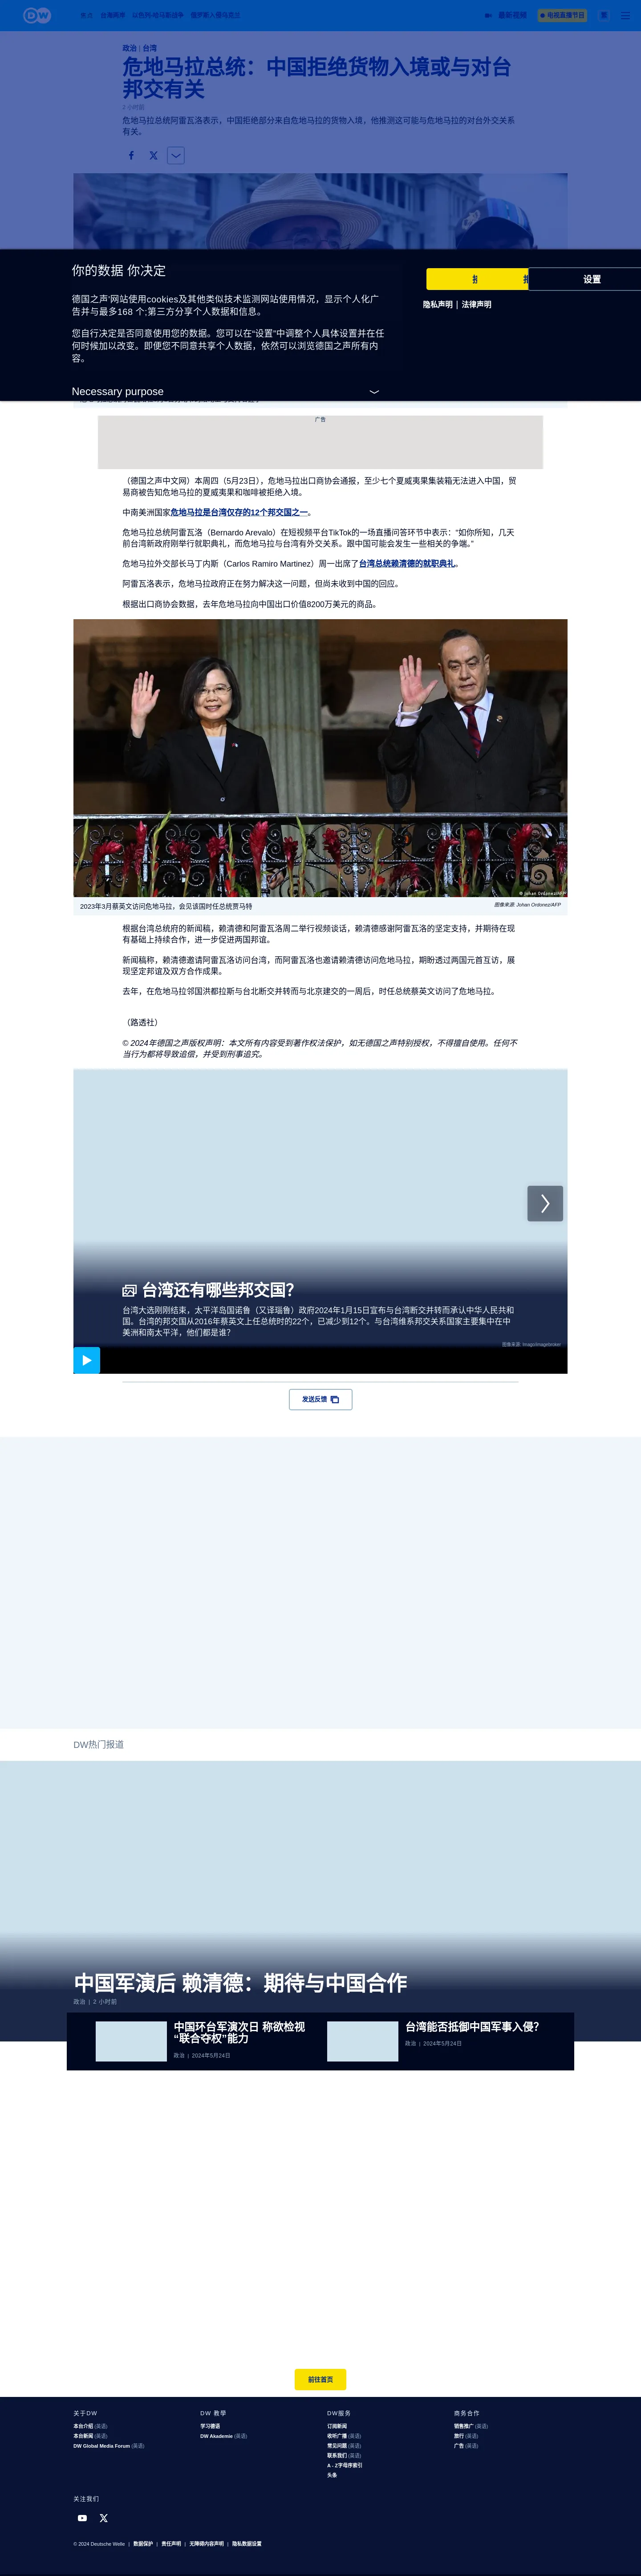 DW
焦点 台海两岸 以色列-哈马斯战争 俄罗斯入侵乌克兰
最新视频
电视直播节目
繁
政治 | 台湾
危地马拉总统：中国拒绝货物入境或与对台
邦交有关
2 小时前
危地马拉总统阿雷瓦洛表示，中国拒绝部分来自危地马拉的货物入境，他推测这可能与危地马拉的对台外交关系
有关。
你的数据 你决定
德国之声"网站使用cookies及其他类似技术监测网站使用情况，显示个人化广
告并与最多168 个;第三方分享个人数据和信息。
您自行决定是否同意使用您的数据。您可以在“设置”中调整个人具体设置并在任
何时候加以改变。即便您不同意共享个人数据，依然可以浏览德国之声所有内
容。
Necessary purpose
设置
隐私声明 | 法律声明
广告
（德国之声中文网）本周四（5月23日），危地马拉出口商协会通报，至少七个夏威夷果集装箱无法进入中国，贸
易商被告知危地马拉的夏威夷果和咖啡被拒绝入境。
中南美洲国家危地马拉是台湾仅存的12个邦交国之一。
危地马拉总统阿雷瓦洛（Bernardo Arevalo）在短视频平台TikTok的一场直播问答环节中表示：“如你所知，几天
前台湾新政府刚举行就职典礼，而危地马拉与台湾有外交关系。跟中国可能会发生一些相关的争端。”
危地马拉外交部长马丁内斯（Carlos Ramiro Martinez）周一出席了台湾总统赖清德的就职典礼。
阿雷瓦洛表示，危地马拉政府正在努力解决这一问题，但尚未收到中国的回应。
根据出口商协会数据，去年危地马拉向中国出口价值8200万美元的商品。
© Johan Ordonez/AFP
2023年3月蔡英文访问危地马拉，会见该国时任总统贾马特
图像来源: Johan Ordonez/AFP
根据台湾总统府的新闻稿，赖清德和阿雷瓦洛周二举行视频谈话，赖清德感谢阿雷瓦洛的坚定支持，并期待在现
有基础上持续合作，进一步促进两国邦谊。
新闻稿称，赖清德邀请阿雷瓦洛访问台湾，而阿雷瓦洛也邀请赖清德访问危地马拉，期盼透过两国元首互访，展
现坚定邦谊及双方合作成果。
去年，在危地马拉邻国洪都拉斯与台北断交并转而与北京建交的一周后，时任总统蔡英文访问了危地马拉。
（路透社）
© 2024年德国之声版权声明：本文所有内容受到著作权法保护，如无德国之声特别授权，不得擅自使用。任何不
当行为都将导致追偿，并受到刑事追究。
台湾还有哪些邦交国？
台湾大选刚刚结束，太平洋岛国诺鲁（又译瑙鲁）政府2024年1月15日宣布与台湾断交并转而承认中华人民共和
国。台湾的邦交国从2016年蔡英文上任总统时的22个，已减少到12个。与台湾维系邦交关系国家主要集中在中
美洲和南太平洋，他们都是谁？
图像来源: Imago/Imagebroker
发送反馈
DW热门报道
中国军演后 赖清德：期待与中国合作
政治 | 2 小时前
中国环台军演次日 称欲检视
“联合夺权”能力
政治 | 2024年5月24日
台湾能否抵御中国军事入侵？
政治 | 2024年5月24日
前往首页
关于DW
本台介绍 (英语)
本台新闻 (英语)
DW Global Media Forum (英语)
DW 教學
学习德语
DW Akademie (英语)
DW服务
订阅新闻
收听广播 (英语)
常见问题 (英语)
联系我们 (英语)
A - Z字母序索引
头条
商务合作
销售推广 (英语)
旅行 (英语)
广告 (英语)
关注我们
© 2024 Deutsche Welle | 数据保护 | 责任声明 | 无障碍内容声明 | 隐私数据设置